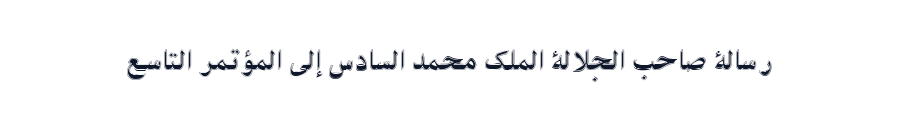 رسالة صاحب الجلالة الملك محمد السادس إلى المؤتمر التاسع